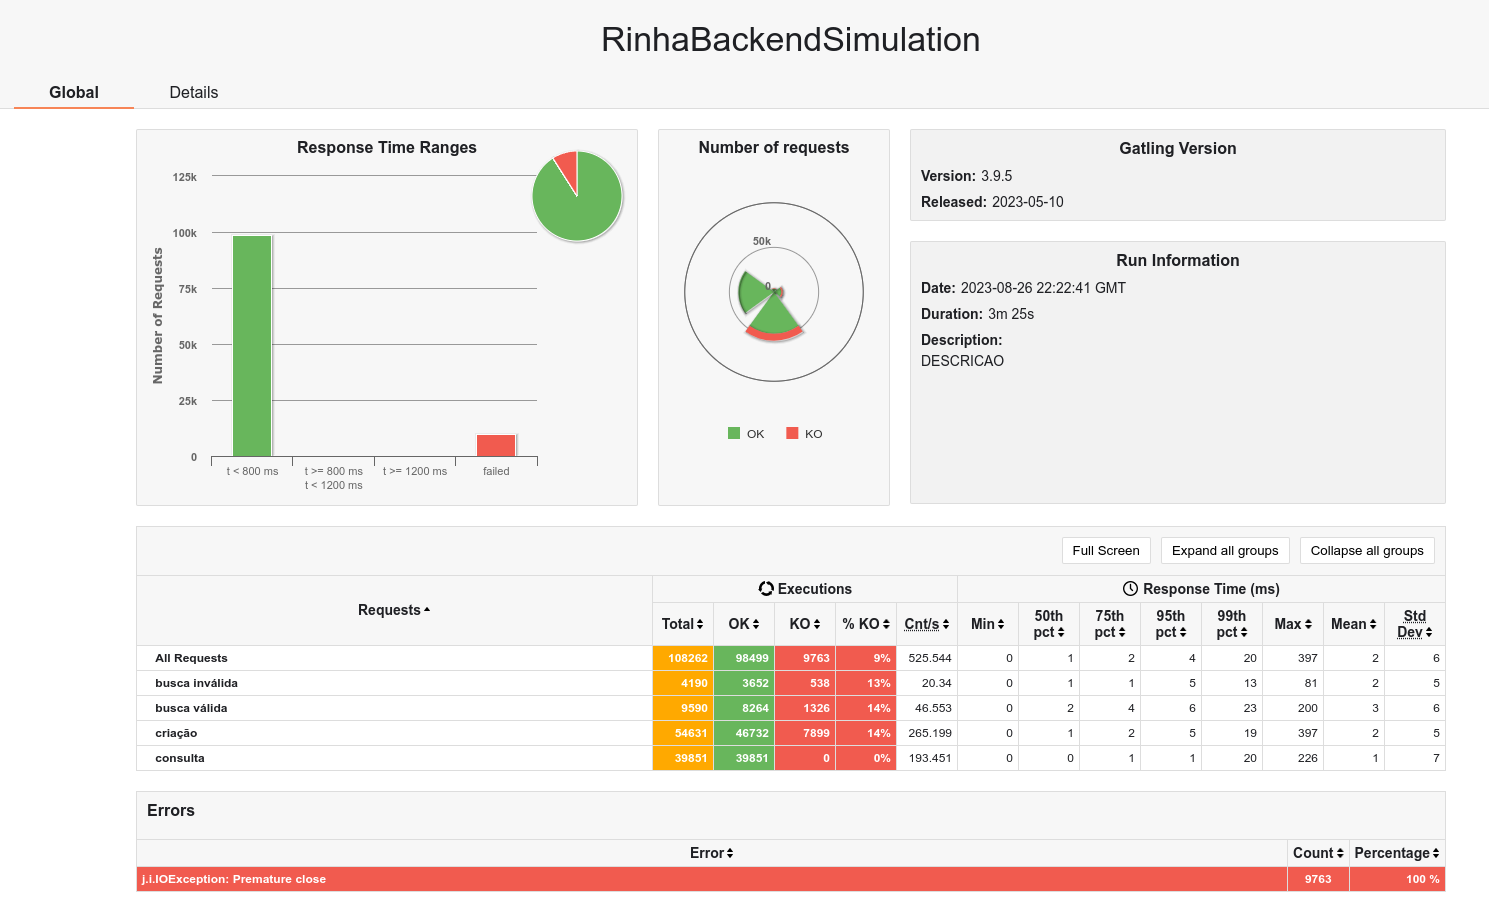 RinhaBackendSimulation
Global Details
Response Time Ranges
125k
100k
75k
50k
25k
0
Number of Requests
t < 800 ms
t >= 800 ms
t < 1200 ms
t >= 1200 ms
failed
Number of requests
50k
0
OK KO
Gatling Version
Version: 3.9.5
Released: 2023-05-10
Run Information
Date: 2023-08-26 22:22:41 GMT
Duration: 3m 25s
Description:
DESCRICAO
Full Screen Expand all groups Collapse all groups
Requests Executions Response Time (ms)
Total OK KO % KO Cnt/s Min 50th pct 75th pct 95th pct 99th pct Max Mean Std Dev
All Requests 108262 98499 9763 9% 525.544 0 1 2 4 20 397 2 6
busca inválida 4190 3652 538 13% 20.34 0 1 1 5 13 81 2 5
busca válida 9590 8264 1326 14% 46.553 0 2 4 6 23 200 3 6
criação 54631 46732 7899 14% 265.199 0 1 2 5 19 397 2 5
consulta 39851 39851 0 0% 193.451 0 0 1 1 20 226 1 7
Errors
Error Count Percentage
j.i.IOException: Premature close 9763 100 %